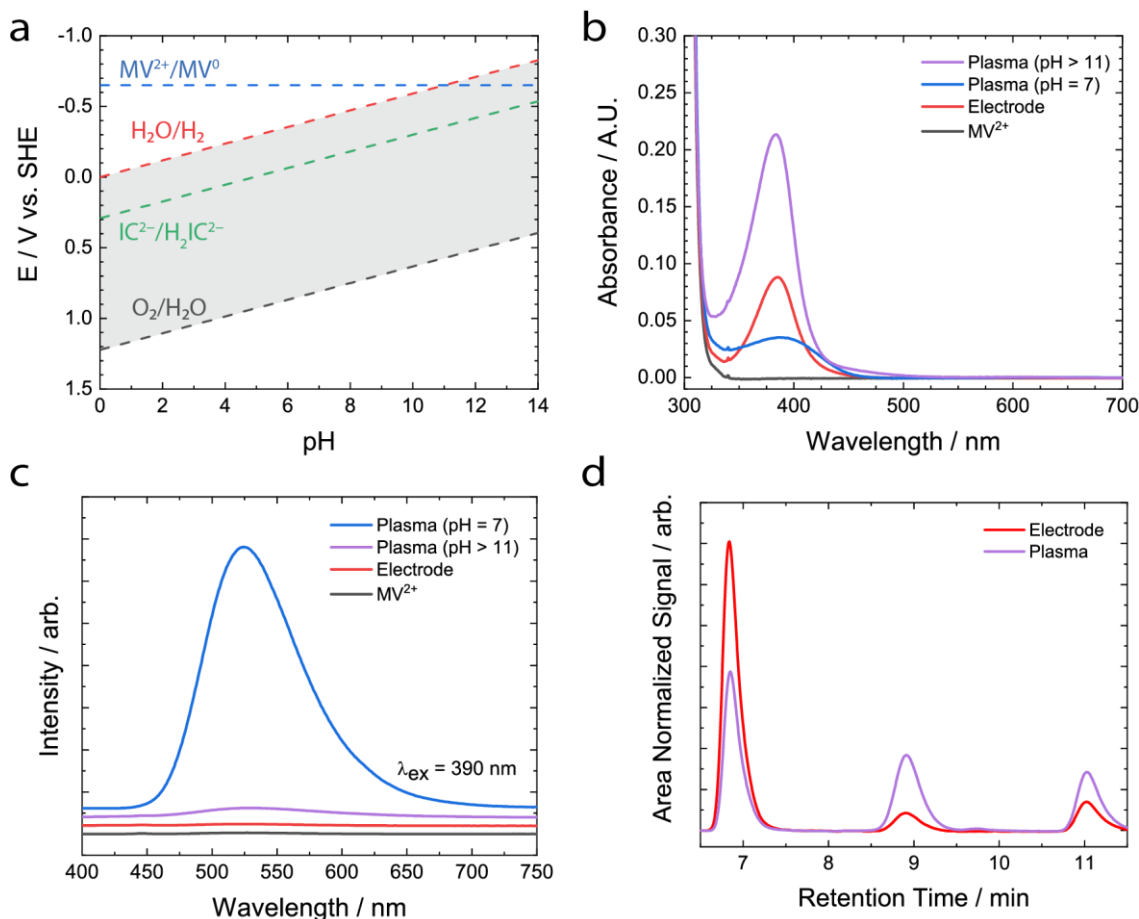 a
-1.0
-0.5
0.0
0.5
1.0
1.5
E / V vs. SHE
MV²⁺/MV⁰
H₂O/H₂
IC²⁻/H₂IC²⁻
O₂/H₂O
0 2 4 6 8 10 12 14
pH
b
0.30
0.25
0.20
0.15
0.10
0.05
0.00
Absorbance / A.U.
Plasma (pH > 11)
Plasma (pH = 7)
Electrode
MV²⁺
300 400 500 600 700
Wavelength / nm
c
Intensity / arb.
Plasma (pH = 7)
Plasma (pH > 11)
Electrode
MV²⁺
λex = 390 nm
400 450 500 550 600 650 700 750
Wavelength / nm
d
Area Normalized Signal / arb.
Electrode
Plasma
7 8 9 10 11
Retention Time / min